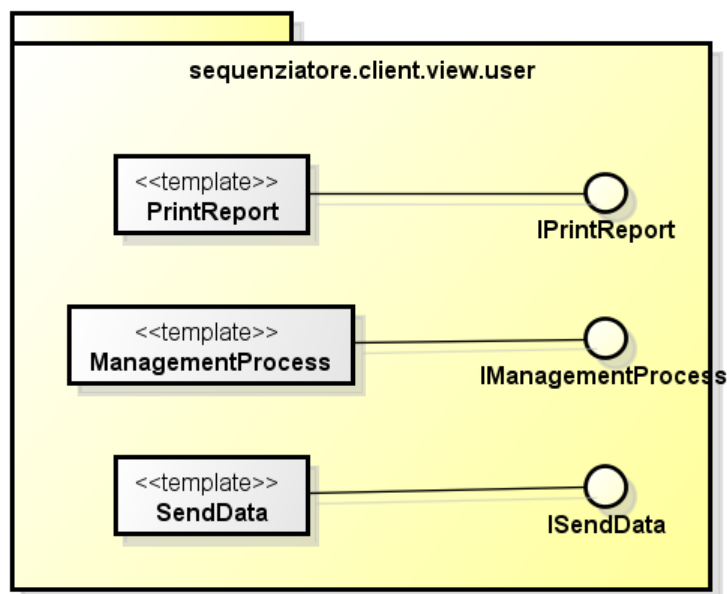 sequenziatore.client.view.user
<<template>>
PrintReport
IPrintReport
<<template>>
ManagementProcess
IManagementProcess
<<template>>
SendData
ISendData